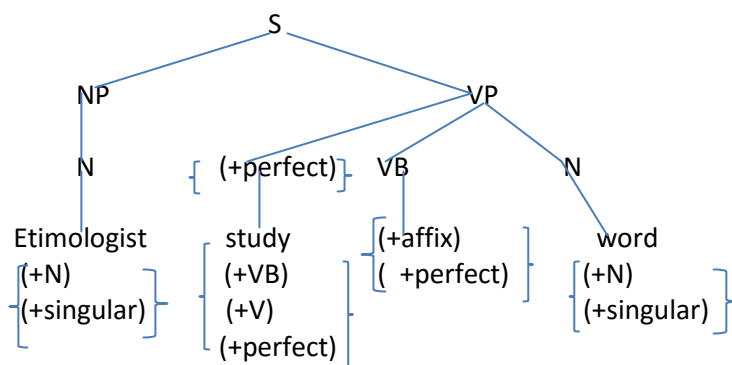 S
NP VP
N (+perfect) VB N
Etimologist study (+affix) word
(+N) (+VB) ( +perfect) (+N)
(+singular) (+V) (+singular)
(+perfect)